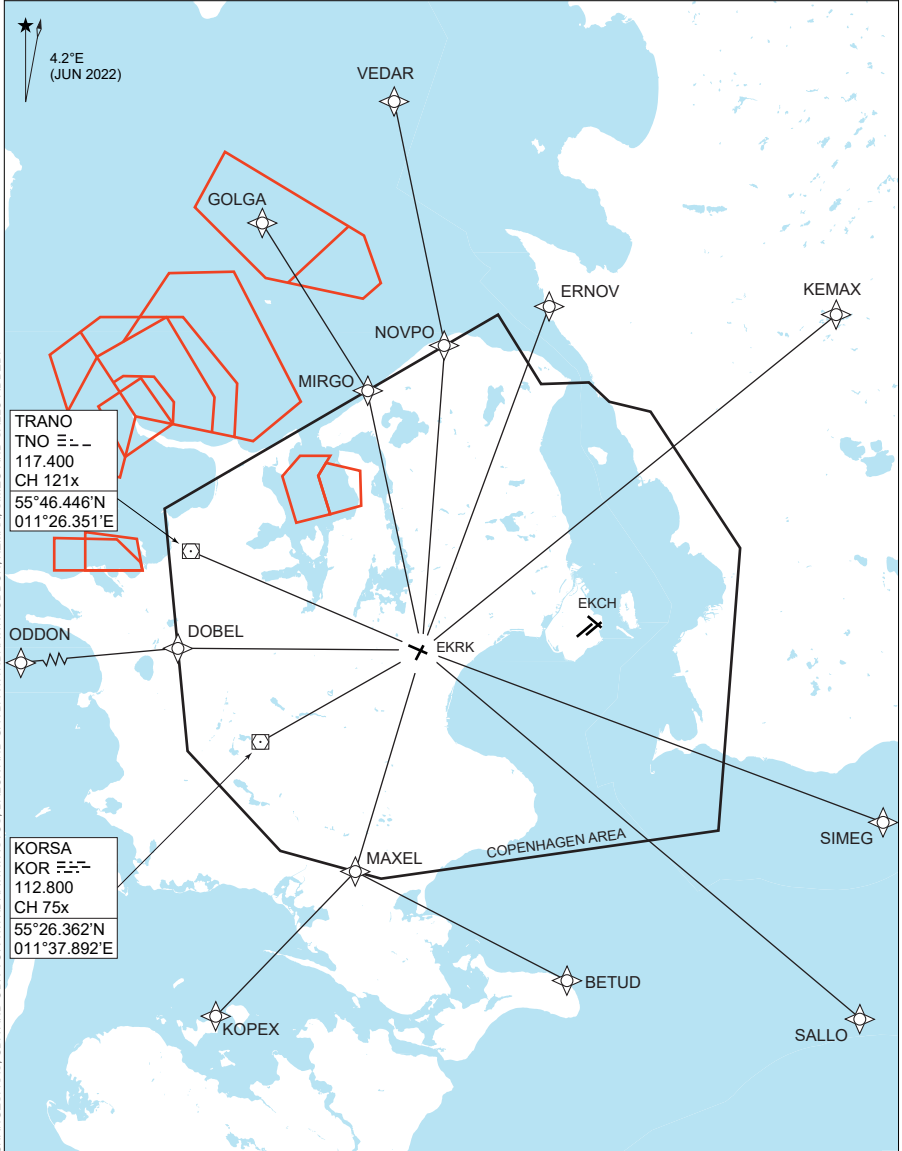 4.2°E
(JUN 2022)
VEDAR
GOLGA
ERNOV
KEMAX
NOVPO
MIRGO
TRANO
TNO
117.400
CH 121x
55°46.446'N
011°26.351'E
EKCH
ODDON
DOBEL
EKRK
SIMEG
COPENHAGEN AREA
KORSA
KOR
112.800
CH 75x
55°26.362'N
011°37.892'E
MAXEL
BETUD
KOPEX
SALLO